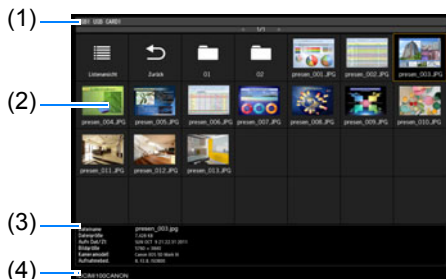 (1)
USB1 USB CARD1
1/1
Listenansicht
Zurück
01
02
presen_001.JPG
presen_002.JPG
presen_003.JPG
(2)
presen_004.JPG
presen_005.JPG
presen_006.JPG
presen_007.JPG
presen_008.JPG
presen_009.JPG
presen_010.JPG
presen_011.JPG
presen_012.JPG
presen_013.JPG
(3)
Dateiname presen_003.jpg
Dateigröße
Aufn. Dat./Zt.
Bildgröße
Kameramodell
Aufnahmebed.
(4)
DCIM/100CANON